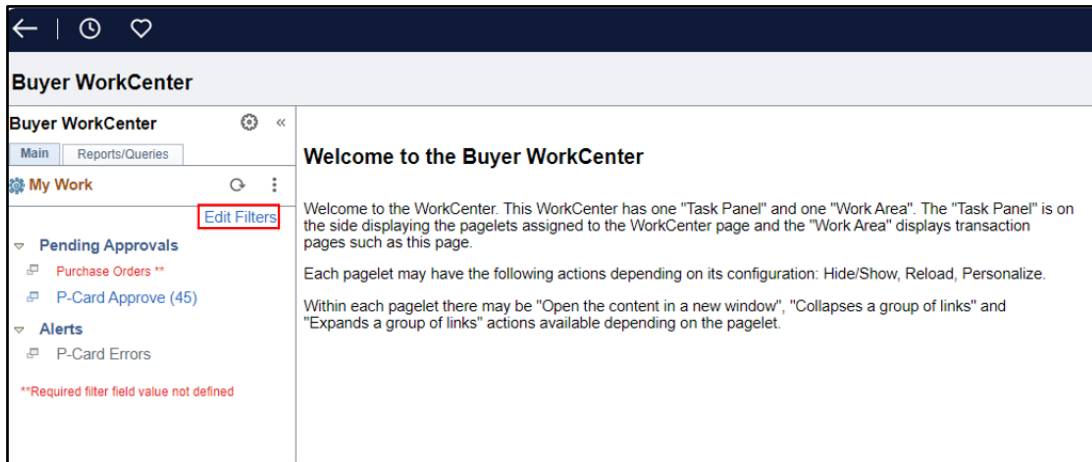 Buyer WorkCenter
Buyer WorkCenter
Main
Reports/Queries
My Work
Edit Filters
Pending Approvals
Purchase Orders **
P-Card Approve (45)
Alerts
P-Card Errors
**Required filter field value not defined
Welcome to the Buyer WorkCenter
Welcome to the WorkCenter. This WorkCenter has one "Task Panel" and one "Work Area". The "Task Panel" is on
the side displaying the pagelets assigned to the WorkCenter page and the "Work Area" displays transaction
pages such as this page.
Each pagelet may have the following actions depending on its configuration: Hide/Show, Reload, Personalize.
Within each pagelet there may be "Open the content in a new window", "Collapses a group of links" and
"Expands a group of links" actions available depending on the pagelet.